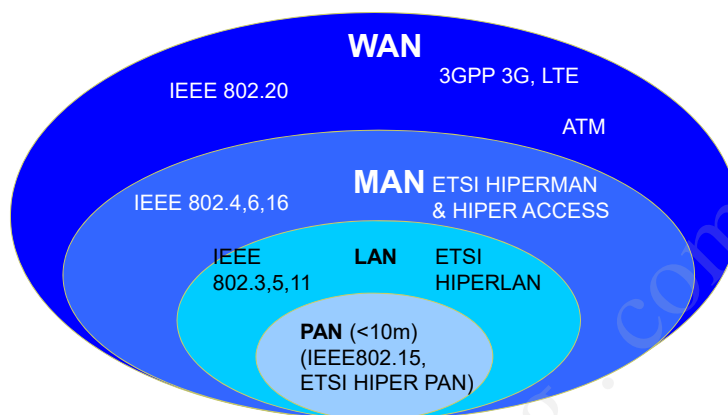 WAN
3GPP 3G, LTE
IEEE 802.20
ATM
MAN
ETSI HIPERMAN
& HIPER ACCESS
IEEE 802.4,6,16
IEEE
802.3,5,11
LAN
ETSI
HIPERLAN
PAN (<10m)
(IEEE802.15,
ETSI HIPER PAN)